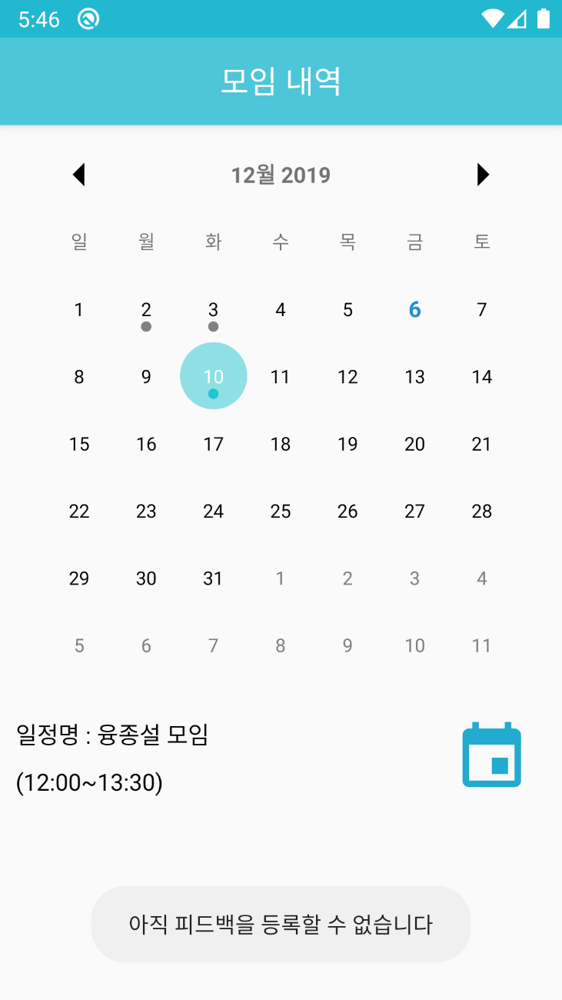 5:46
모임 내역
12월 2019
일 월 화 수 목 금 토
1 2 3 4 5 6 7
8 9 10 11 12 13 14
15 16 17 18 19 20 21
22 23 24 25 26 27 28
29 30 31 1 2 3 4
5 6 7 8 9 10 11
일정명 : 융종설 모임
(12:00~13:30)
아직 피드백을 등록할 수 없습니다